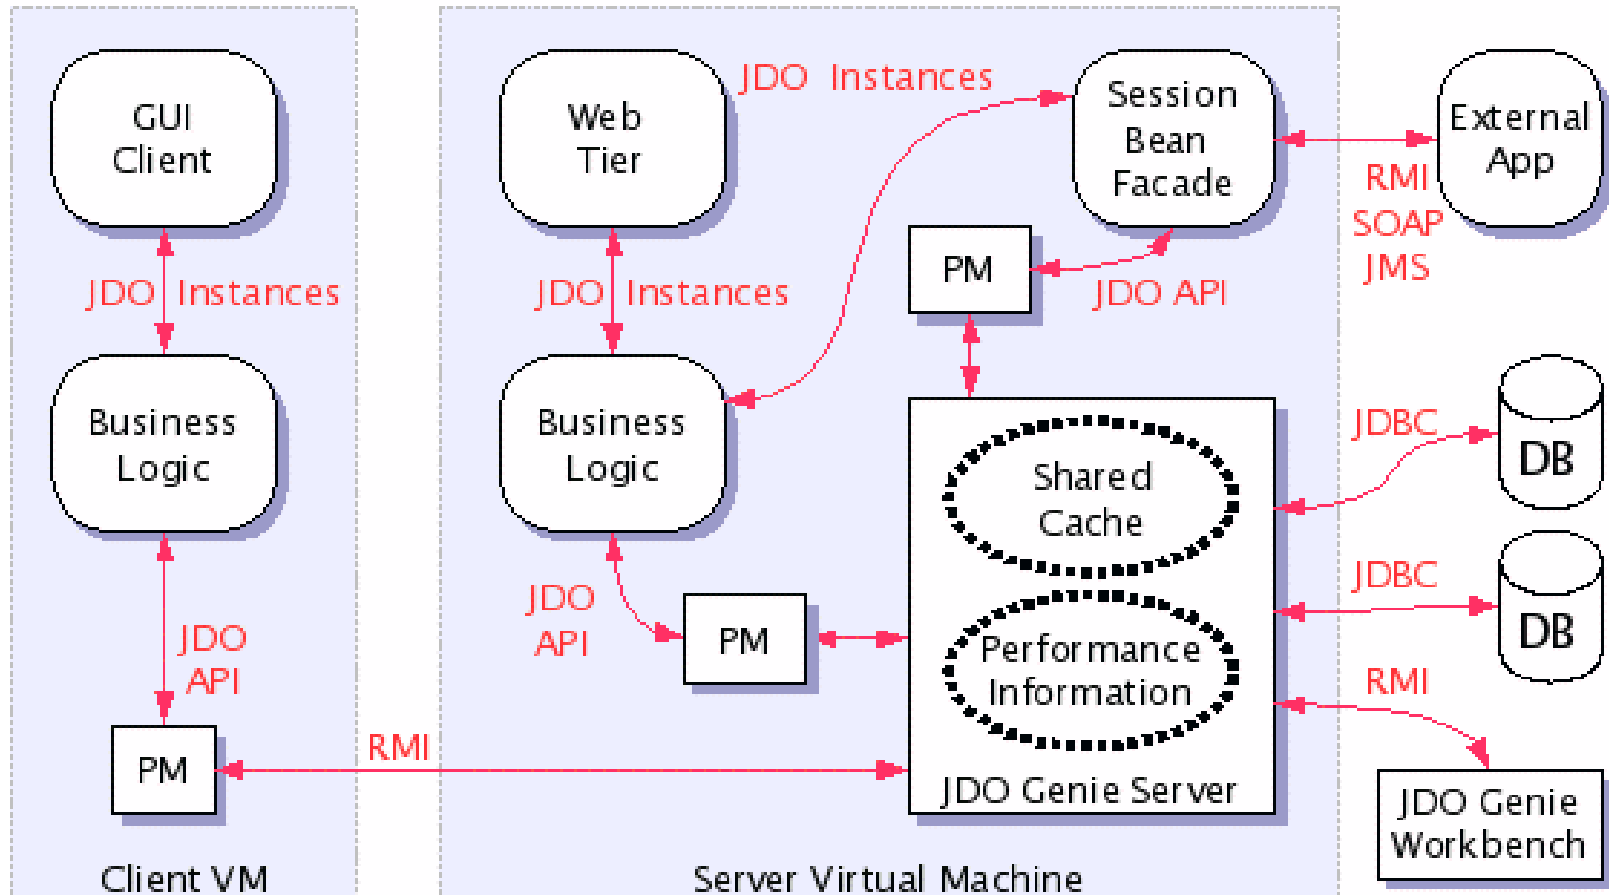 GUI
Client
JDO Instances
Business
Logic
JDO
API
PM
Client VM
RMI
Web
Tier
JDO Instances
JDO Instances
Business
Logic
JDO
API
PM
Session
Bean
Facade
PM
JDO API
Shared
Cache
Performance
Information
JDO Genie Server
Server Virtual Machine
External
App
RMI
SOAP
JMS
JDBC
DB
JDBC
DB
RMI
JDO Genie
Workbench